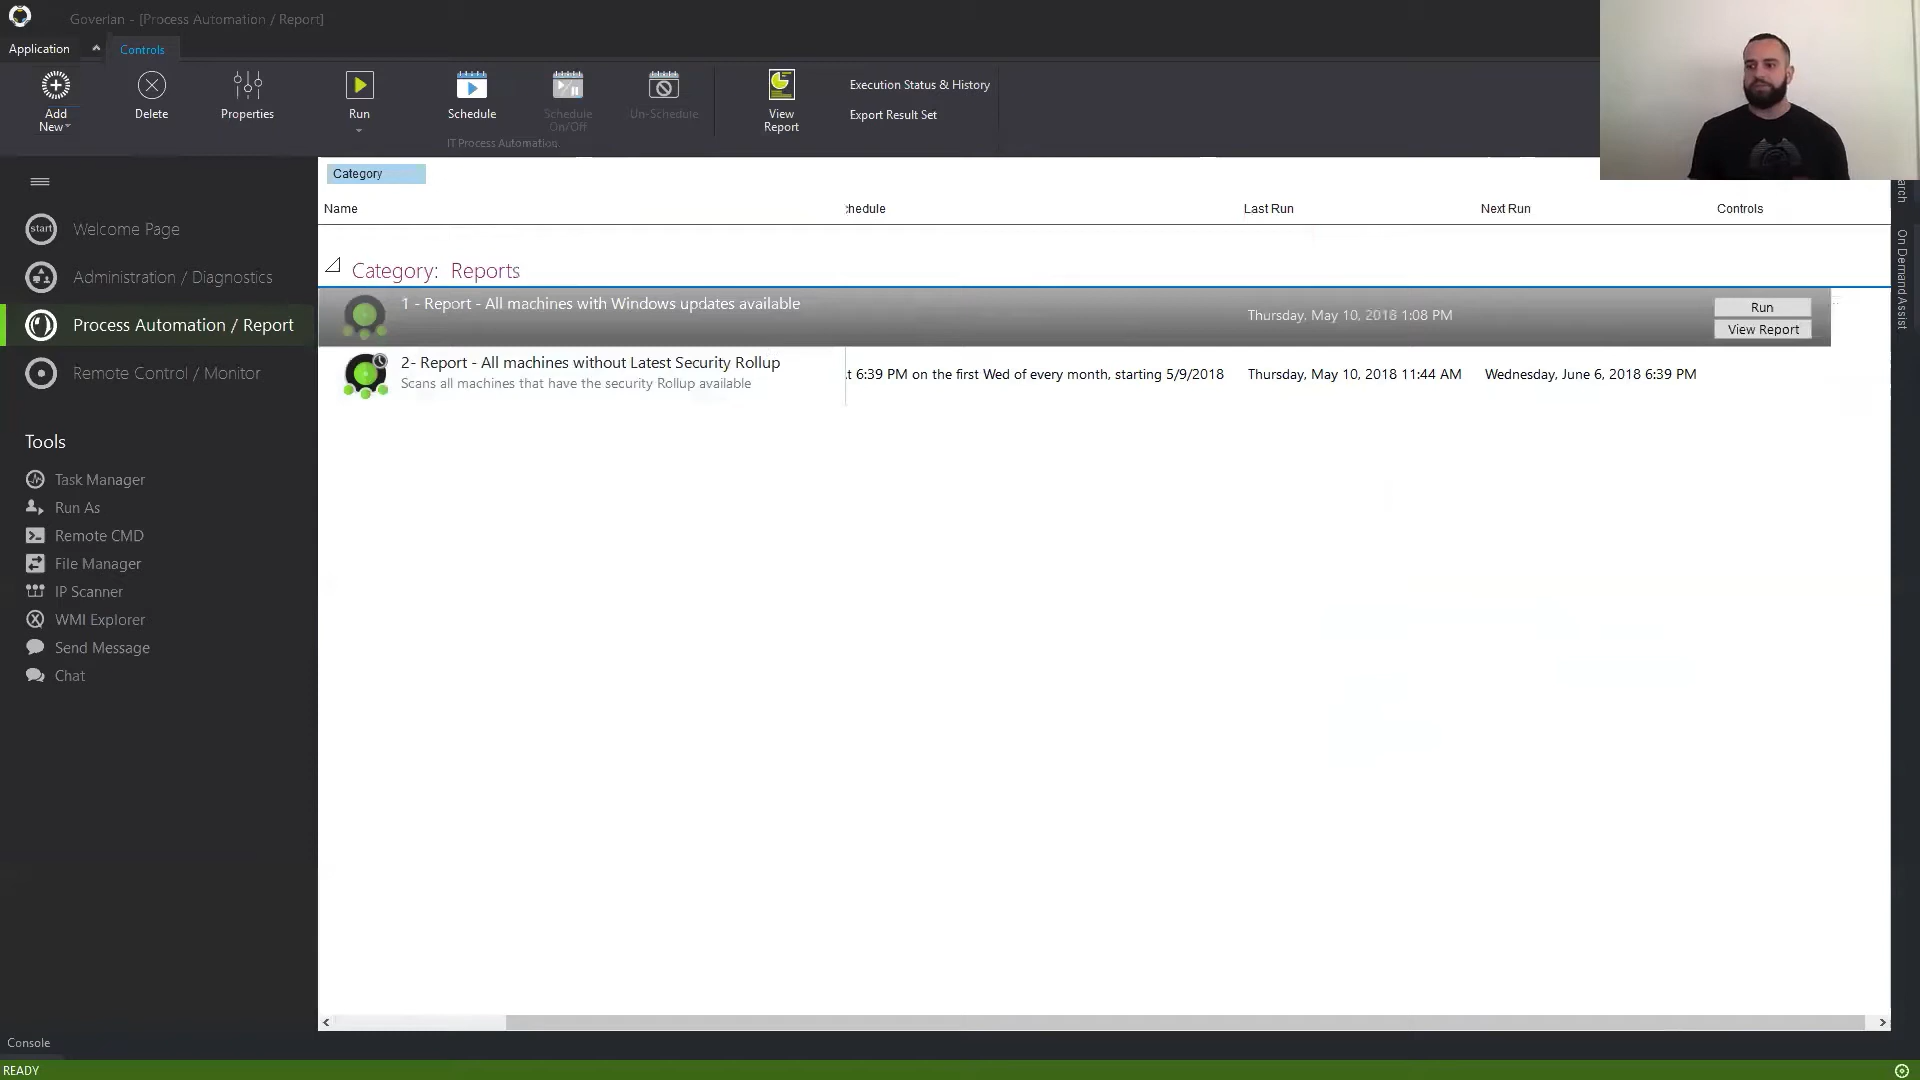 Goverlan - [Process Automation / Report]
Application
Controls
Add New
Delete
Properties
Run
Schedule
Schedule On/Off
Un-Schedule
IT Process Automation
View Report
Execution Status & History
Export Result Set
Category
Name
chedule
Last Run
Next Run
Controls
start
Welcome Page
Administration / Diagnostics
Process Automation / Report
Remote Control / Monitor
Category: Reports
1 - Report - All machines with Windows updates available
Thursday, May 10, 2018 1:08 PM
Run
View Report
2- Report - All machines without Latest Security Rollup
Scans all machines that have the security Rollup available
t 6:39 PM on the first Wed of every month, starting 5/9/2018
Thursday, May 10, 2018 11:44 AM
Wednesday, June 6, 2018 6:39 PM
Tools
Task Manager
Run As
Remote CMD
File Manager
IP Scanner
WMI Explorer
Send Message
Chat
arch
On Demand Assist
Console
READY